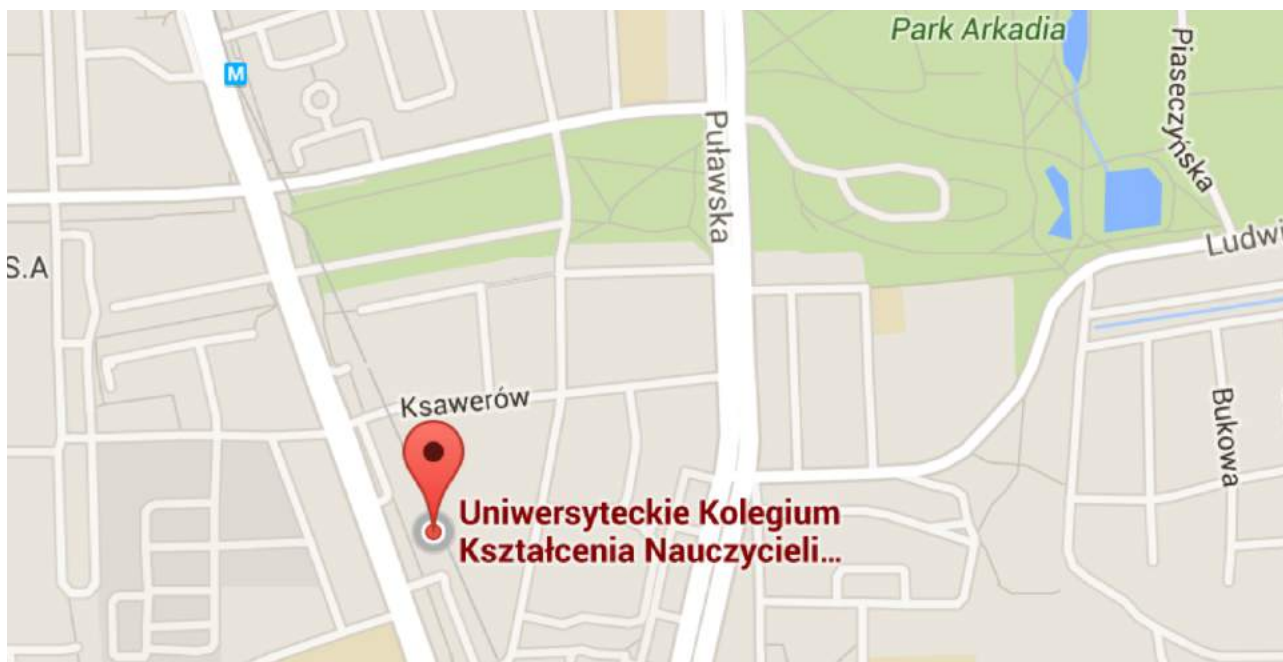 Park Arkadia
Piaseczyńska
M
Puławska
Ludwi
S.A
Ksawerów
Bukowa
Uniwersyteckie Kolegium
Kształcenia Nauczycieli...